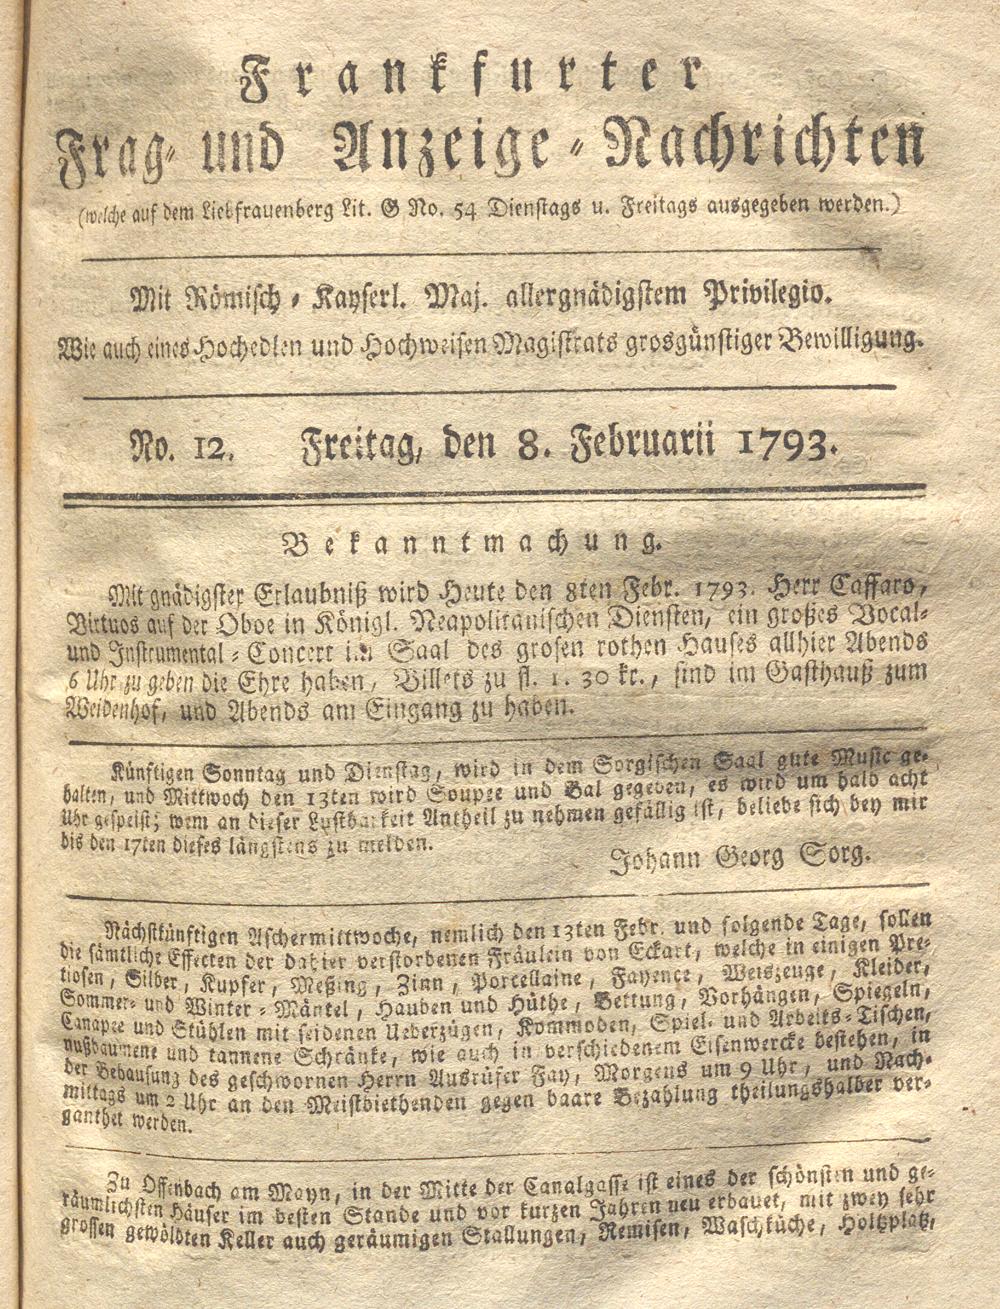 Frankfurter
Frag- und Anzeige-Nachrichten
(welche auf dem Liebfrauenberg Lit. G No. 54 Dienstags u. Freitags ausgegeben werden.)
Mit Römisch-Kayserl. Maj. allergnädigstem Privilegio.
Wie auch eines Hochedlen und Hochweisen Magistrats grosgünstiger Bewilligung.
No. 12. Freitag, den 8. Februarii 1793.
Bekanntmachung.
Mit gnädigster Erlaubniß wird Heute den 8ten Febr. 1793. Herr Caffaro,
Virtuos auf der Oboe in Königl. Neapolitanischen Diensten, ein großes Vocal-
und Instrumental-Concert im Saal des grosen rothen Hauses allhier Abends
6 Uhr zu geben die Ehre haben, Billets zu fl. 1. 30 kr., sind im Gasthauß zum
Weidenhof, und Abends am Eingang zu haben.
Künftigen Sonntag und Dienstag, wird in dem Sorgischen Saal gute Music ge-
halten, und Mittwoch den 13ten wird Soupee und Bal gegeben, es wird um halb acht
Uhr gespeist; wem an dieser Lustbarkeit Antheil zu nehmen gefällig ist, beliebe sich bey mir
bis den 17ten dieses längstens zu melden.
Johann Georg Sorg.
Nächstkünftigen Aschermittwoche, nemlich den 13ten Febr. und folgende Tage, sollen
die sämtliche Effecten der dahier verstorbenen Fräulein von Eckart, welche in einigen Pre-
tiosen, Silber, Kupfer, Meßing, Zinn, Porcellaine, Fayence, Weiszeuge, Kleider,
Sommer- und Winter-Mäntel, Hauben und Hüthe, Bettung, Vorhängen, Spiegeln,
Canapee und Stühlen mit seidenen Ueberzügen, Kommoden, Spiel- und Arbeits-Tischen,
nußbaumene und tannene Schränke, wie auch in verschiedenem Eisenwercke bestehen, in
der Behausung des geschwornen Herrn Ausrüfer Fay, Morgens um 9 Uhr, und Nach-
mittags um 2 Uhr an den Meistbiethenden gegen baare Bezahlung theilungshalber ver-
ganthet werden.
Zu Offenbach am Mayn, in der Mitte der Canalgasse ist eines der schönsten und ge-
räumlichsten Häuser im besten Stande und vor kurzen Jahren neu erbauet, mit zwey sehr
grossen gewölbten Keller auch geräumigen Stallungen, Remisen, Waschküche, Holtzplatz,